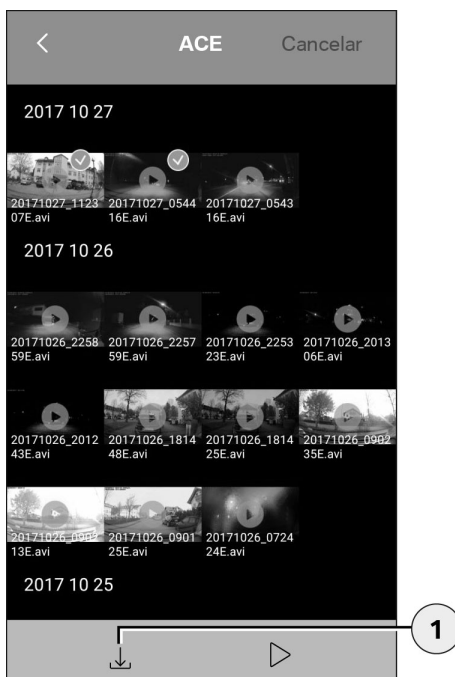 ACE Cancelar
2017 10 27
20171027_1123 20171027_0544 20171027_0543
07E.avi 16E.avi 16E.avi
2017 10 26
20171026_2258 20171026_2257 20171026_2253 20171026_2013
59E.avi 59E.avi 23E.avi 06E.avi
20171026_2012 20171026_1814 20171026_1814 20171026_0902
43E.avi 48E.avi 25E.avi 35E.avi
20171026_0901 20171026_0724
13E.avi 25E.avi 24E.avi
2017 10 25
1